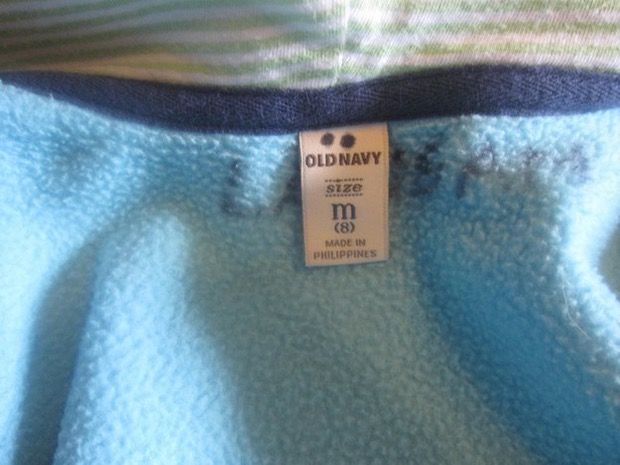 OLD NAVY
size
m
(8)
MADE IN
PHILIPPINES